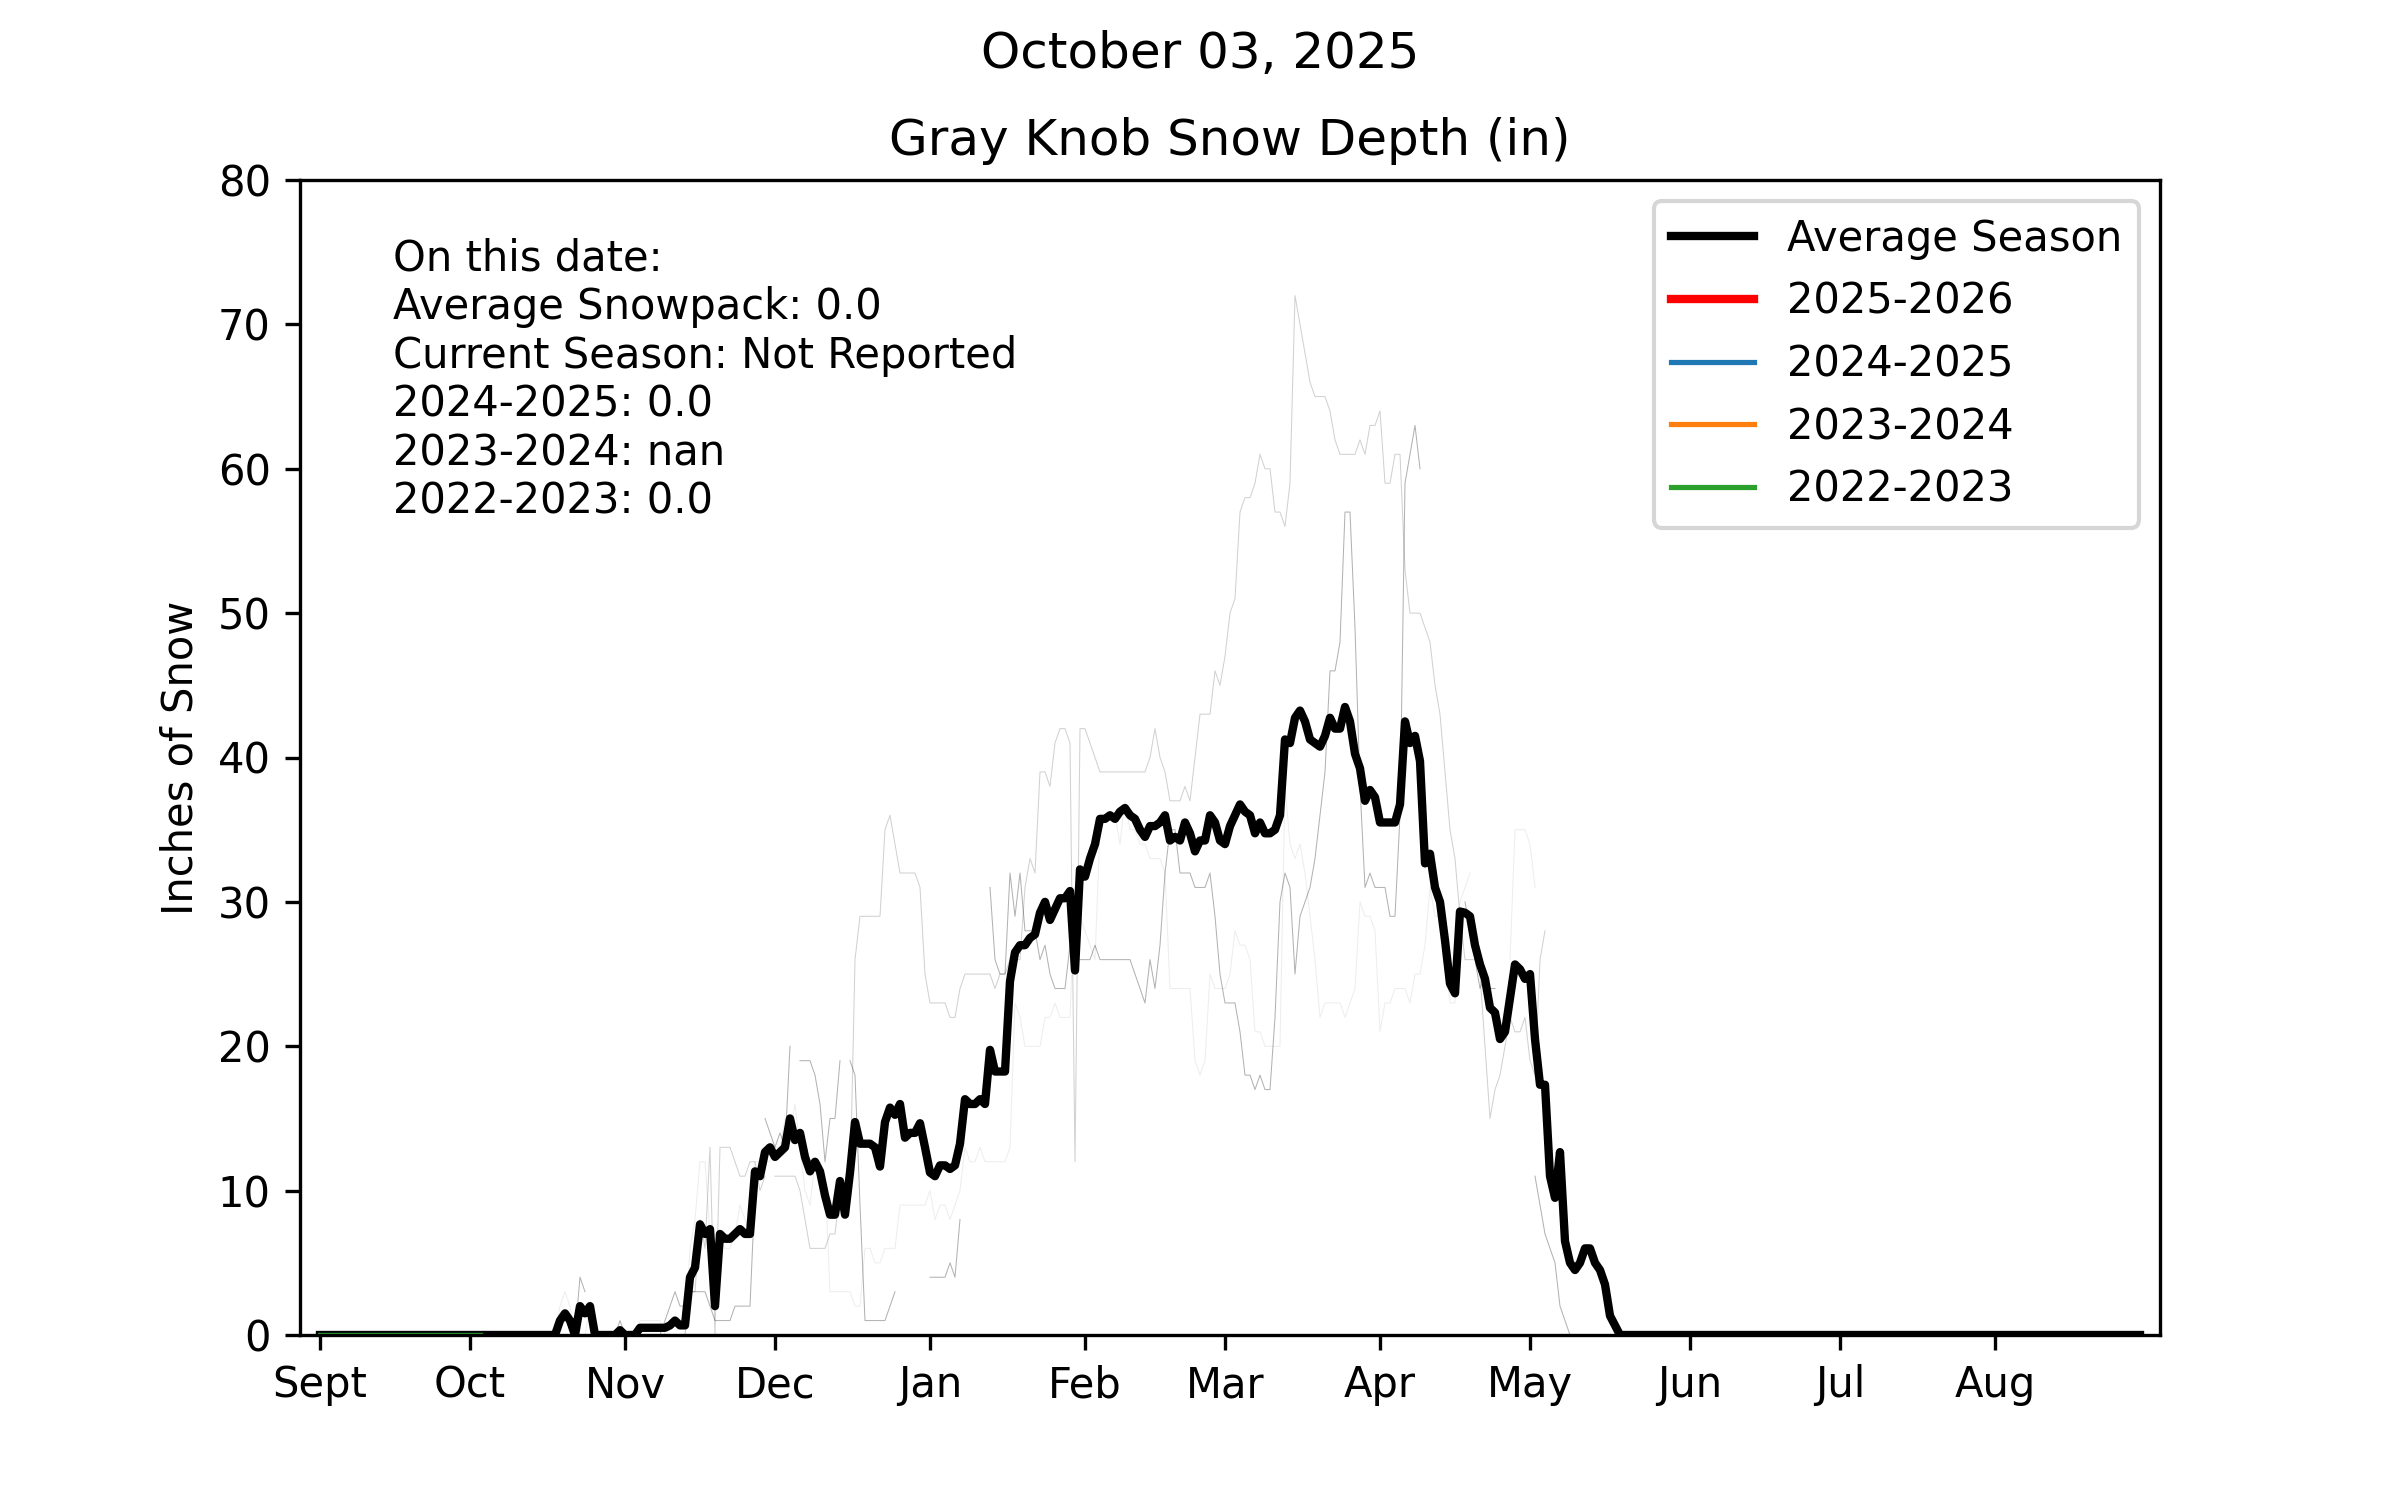 October 03, 2025
Gray Knob Snow Depth (in)
80
70
60
50
40
30
20
10
0
Inches of Snow
On this date:
Average Snowpack: 0.0
Current Season: Not Reported
2024-2025: 0.0
2023-2024: nan
2022-2023: 0.0
Average Season
2025-2026
2024-2025
2023-2024
2022-2023
Sept Oct Nov Dec Jan Feb Mar Apr May Jun Jul Aug